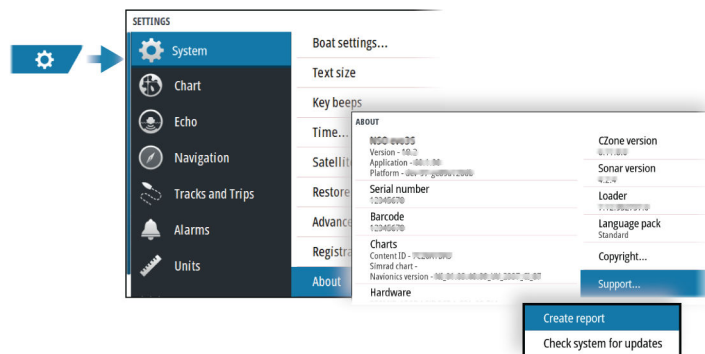 SETTINGS
System
Chart
Echo
Navigation
Tracks and Trips
Alarms
Units
Boat settings...
Text size
Key beeps
Time...
Satellit
Restore
Advance
Registra
About
ABOUT
NSO evo3S
Version -
Application -
Platform -
Serial number
12345678
Barcode
12345678
Charts
Content ID -
Simrad chart -
Navionics version -
Hardware
CZone version
Sonar version
Loader
Language pack
Standard
Copyright...
Support...
Create report
Check system for updates